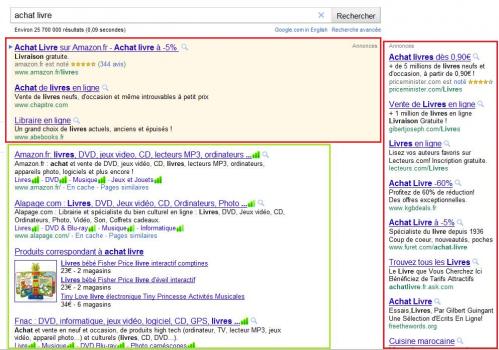 achat livre
Rechercher
Environ 25 700 000 résultats (0,09 secondes)
Google.com in English
Recherche avancée
Achat Livre sur Amazon.fr - Achat livre à -5%
Annonces
Livraison gratuite.
amazon.fr est noté (344 avis)
www.amazon.fr/livres
Achat de livres en ligne
Vente de livres neufs, d'occasion et même introuvables à petit prix
www.chapitre.com
Libraire en ligne
Un grand choix de livres actuels, anciens et épuisés !
www.abebooks.fr
Amazon.fr: livres, DVD, jeux video, CD, lecteurs MP3, ordinateurs ...
Amazon.fr : achat et vente de livres, DVD, jeux vidéo, CD, lecteurs MP3, ordinateurs,
appareils photo, logiciels et plus encore !
Livres - DVD - Musique - Jeux et Jouets
www.amazon.fr/ - En cache - Pages similaires
Alapage.com : Livres, DVD, Jeux vidéo, CD, Ordinateurs, Photo ...
Alapage.com : Librairie et spécialiste du bien culturel en ligne : Livres, DVD, Jeux vidéo, CD,
Ordinateurs, Photo, Vidéo, Son, Coffrets cadeaux.
Livres - DVD & Blu-ray - Musique - Informatique
www.alapage.com/ - En cache - Pages similaires
Produits correspondant à achat livre
Livres bébé Fisher Price livre interactif comptines
23€ - 2 magasins
Livres bébé Fisher Price livre d'éveil interactif
23€ - 2 magasins
Tiny Love livre électronique Tiny Princesse Activités Musicales
34€ - 6 magasins
Fnac : DVD, informatique, jeux vidéo, logiciel, CD, GPS, livres ...
Achat et vente en neuf et occasion, de produits high tech (ordinateur, TV, lecteur MP3, jeux
vidéo, appareil photo...) et culturels (livres, CD, DVD...).
Livres - DVD & Blu-Ray - Musique - Photo caméscopes
Annonces
Achat livres dès 0,90€
+ de 5 millions de livres neufs et
d'occasion, à partir de 0,90€ !
priceminister.com est noté
priceminister.com/Livres
Vente de Livres en ligne
+ 1 million de livres en ligne
Livraison Gratuite !
gibertjoseph.com/Livres
Livres en ligne
Lisez vos auteurs favoris sur
Lecteurs.com! Inscription gratuite.
lecteurs.com/Livres
Achat Livre -60%
Profitez de 60% de réduction!
Des offres exceptionnelles.
www.kgbdeals.fr
Achat Livre à -5%
Spécialiste du livre depuis 1936
Coup de coeur, nouveautés, poches
www.furet.com/achat-livre
Trouvez tous les Livres
Le Livre que Vous Cherchez Ici
Bénéficiez de Tarifs Attractifs
achatlivre.fr.ask.com
Achat Livre
Essais,Livres, Par Gilbert Guingant
Une Sélection d'Ecrits En Ligne!
freethewords.org
Cuisine marocaine